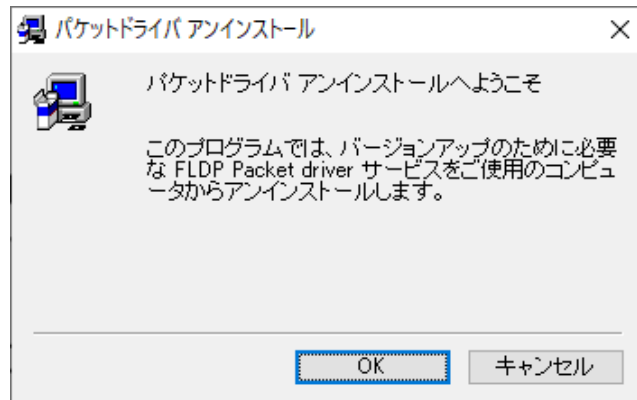 パケットドライバ アンインストール
パケットドライバ アンインストールへようこそ
このプログラムでは、バージョンアップのために必要
な FLDP Packet driver サービスをご使用のコンピュ
ータからアンインストールします。
OK
キャンセル